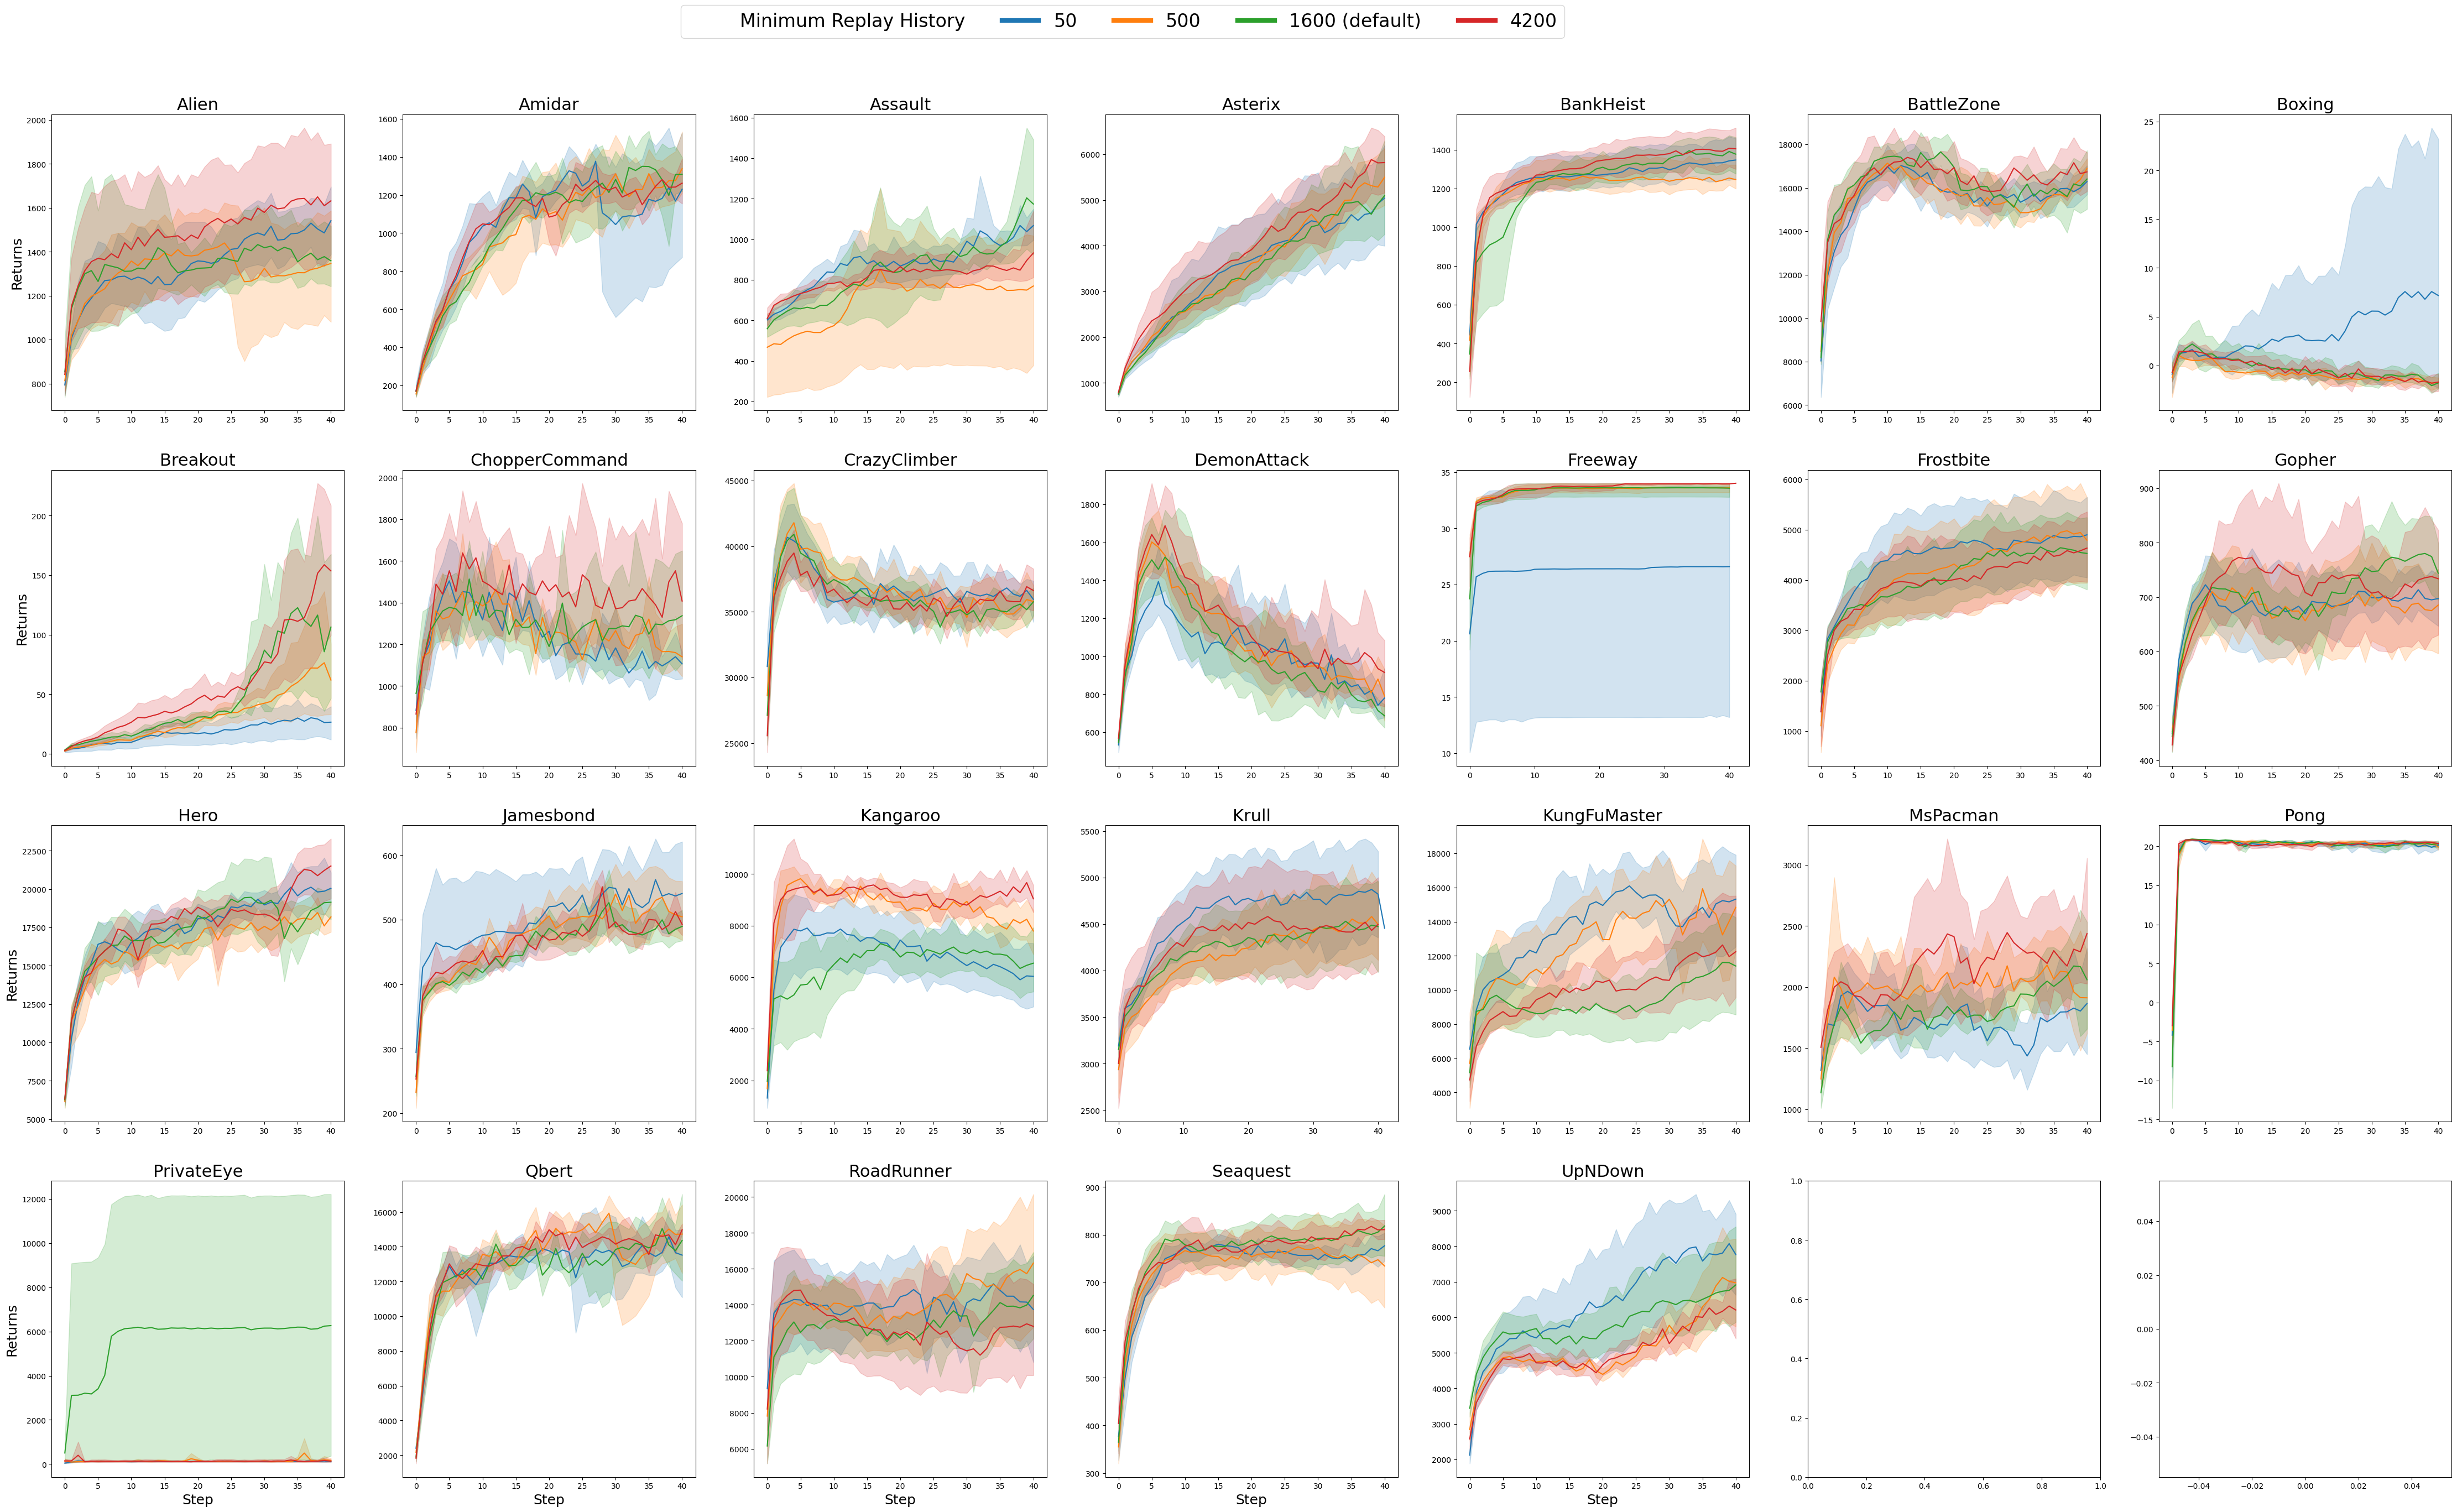 Minimum Replay History 50 500 1600 (default) 4200
Alien Amidar Assault Asterix BankHeist BattleZone Boxing
Returns
Breakout ChopperCommand CrazyClimber DemonAttack Freeway Frostbite Gopher
Returns
Hero Jamesbond Kangaroo Krull KungFuMaster MsPacman Pong
Returns
PrivateEye Qbert RoadRunner Seaquest UpNDown
Returns
Step Step Step Step Step